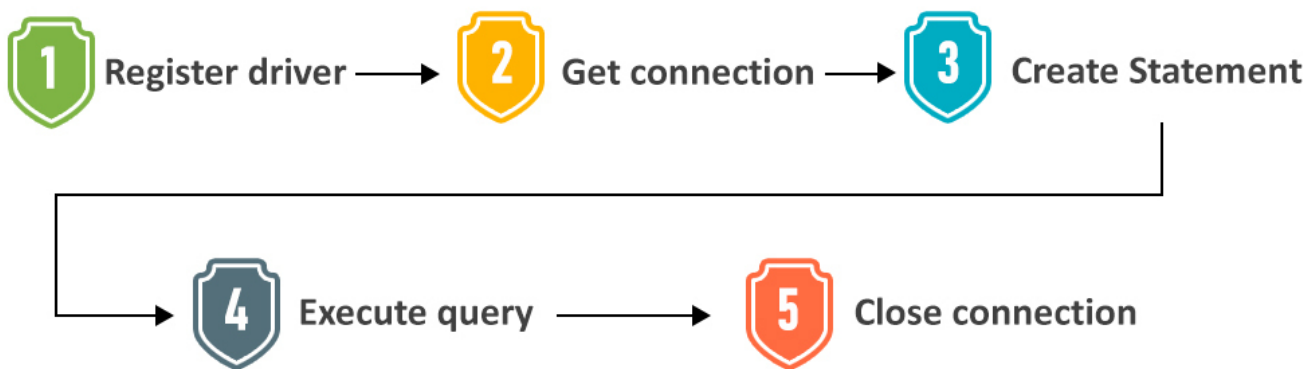 1 Register driver 2 Get connection 3 Create Statement
4 Execute query 5 Close connection